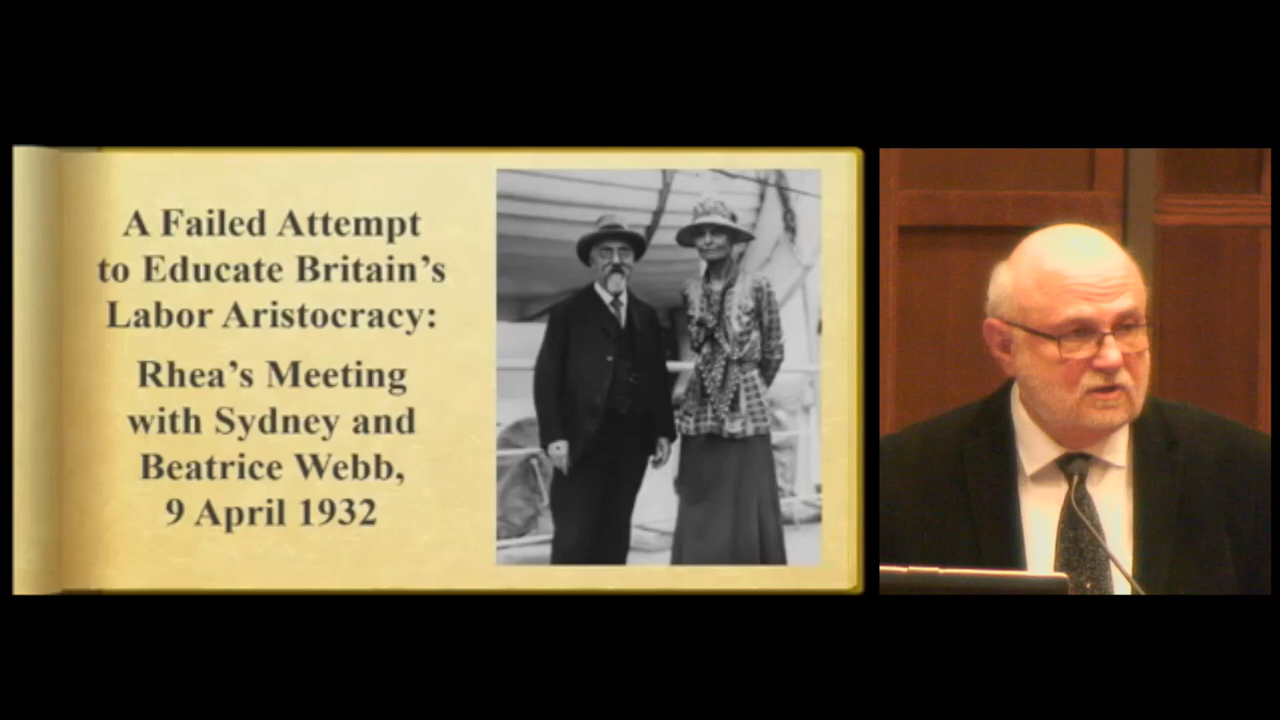 A Failed Attempt
to Educate Britain’s
Labor Aristocracy:
Rhea’s Meeting
with Sydney and
Beatrice Webb,
9 April 1932